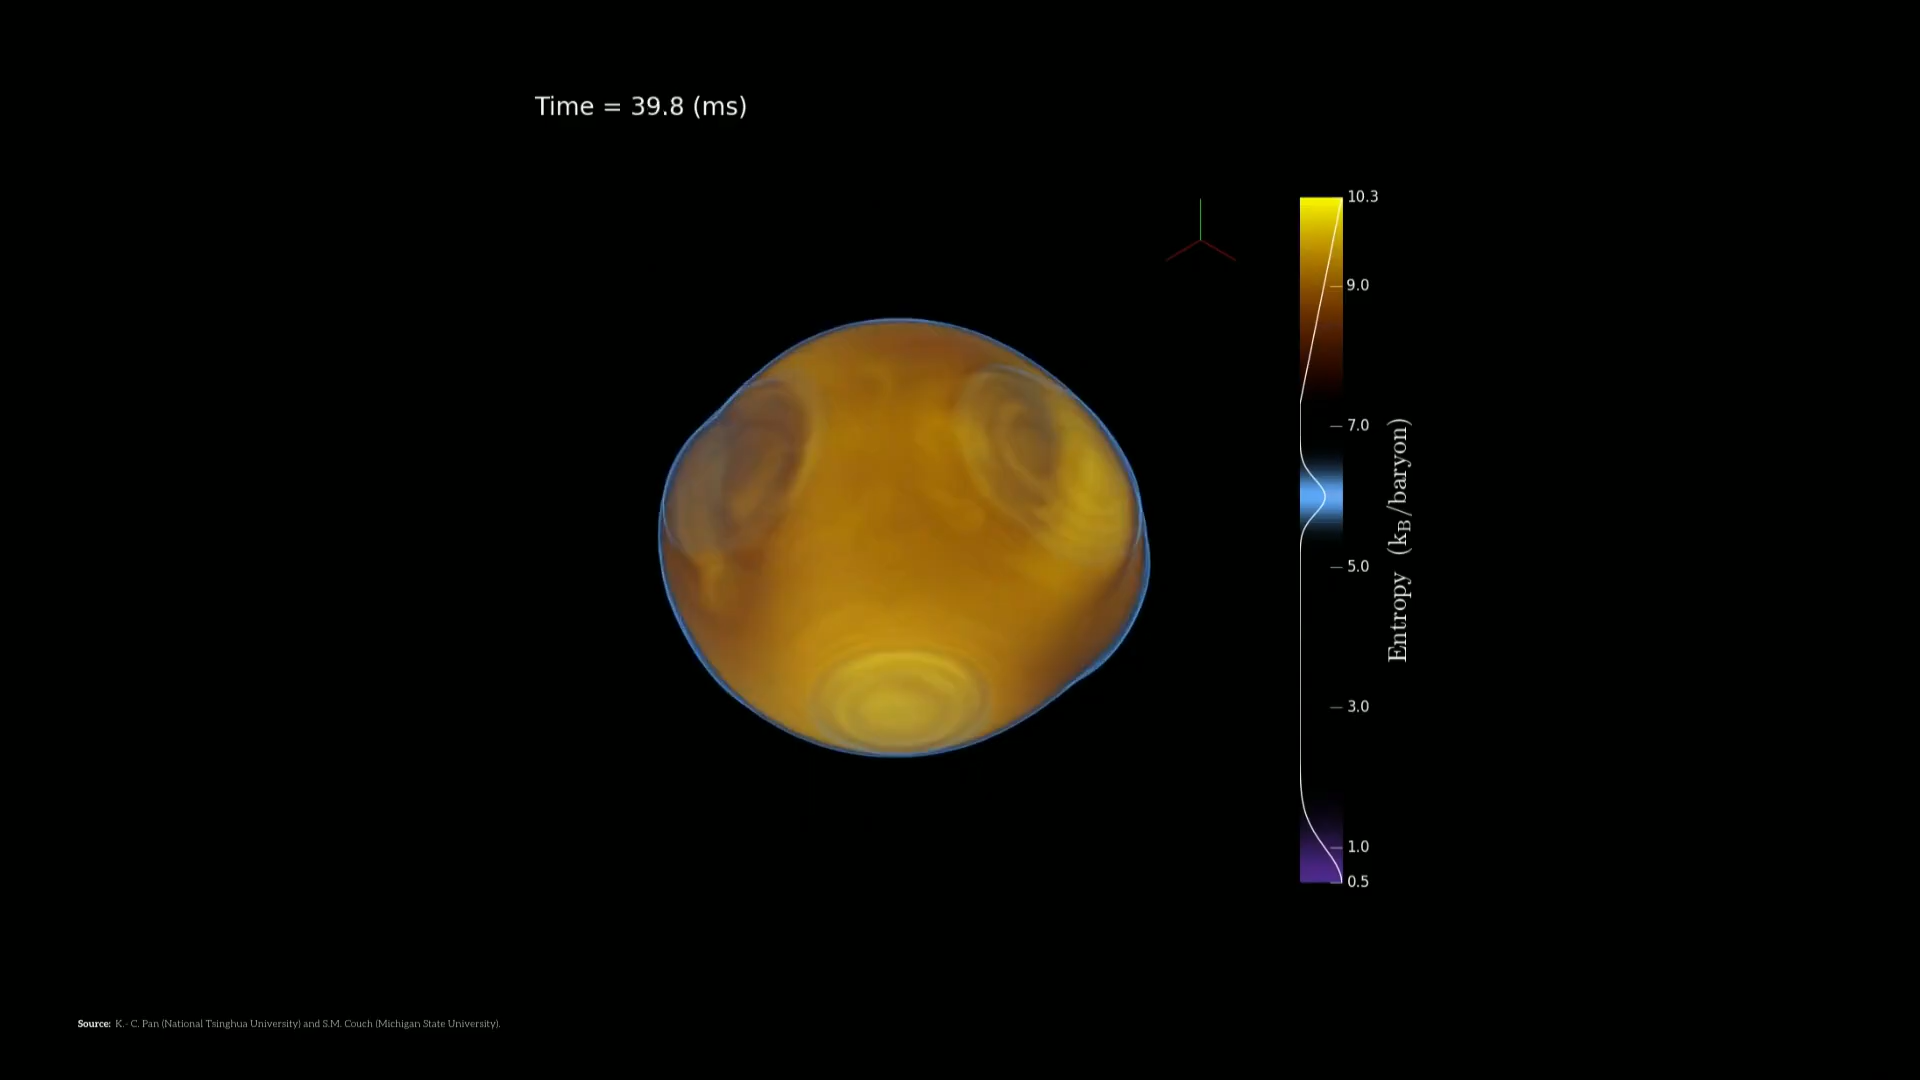 Time = 39.8 (ms)
10.3
9.0
7.0
5.0
3.0
1.0
0.5
Entropy (kB/baryon)
Source: K.- C. Pan (National Tsinghua University) and S.M. Couch (Michigan State University).